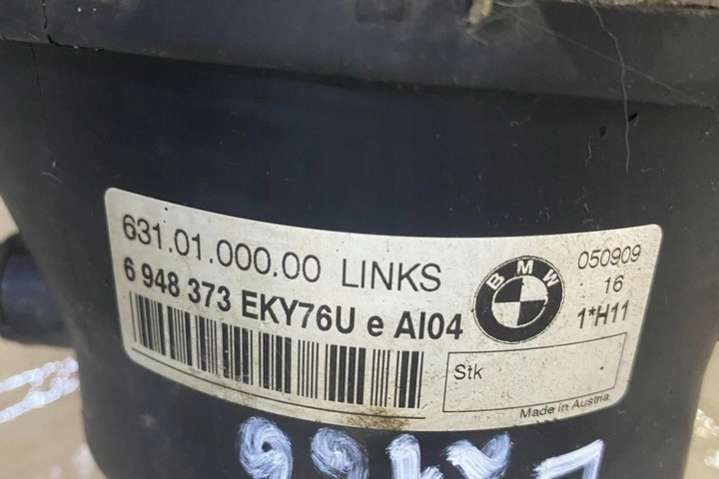 631.01.000.00 LINKS
6 948 373 EKY76U e AI04
BMW
050909
16
1*H11
Stk
Made in Austria